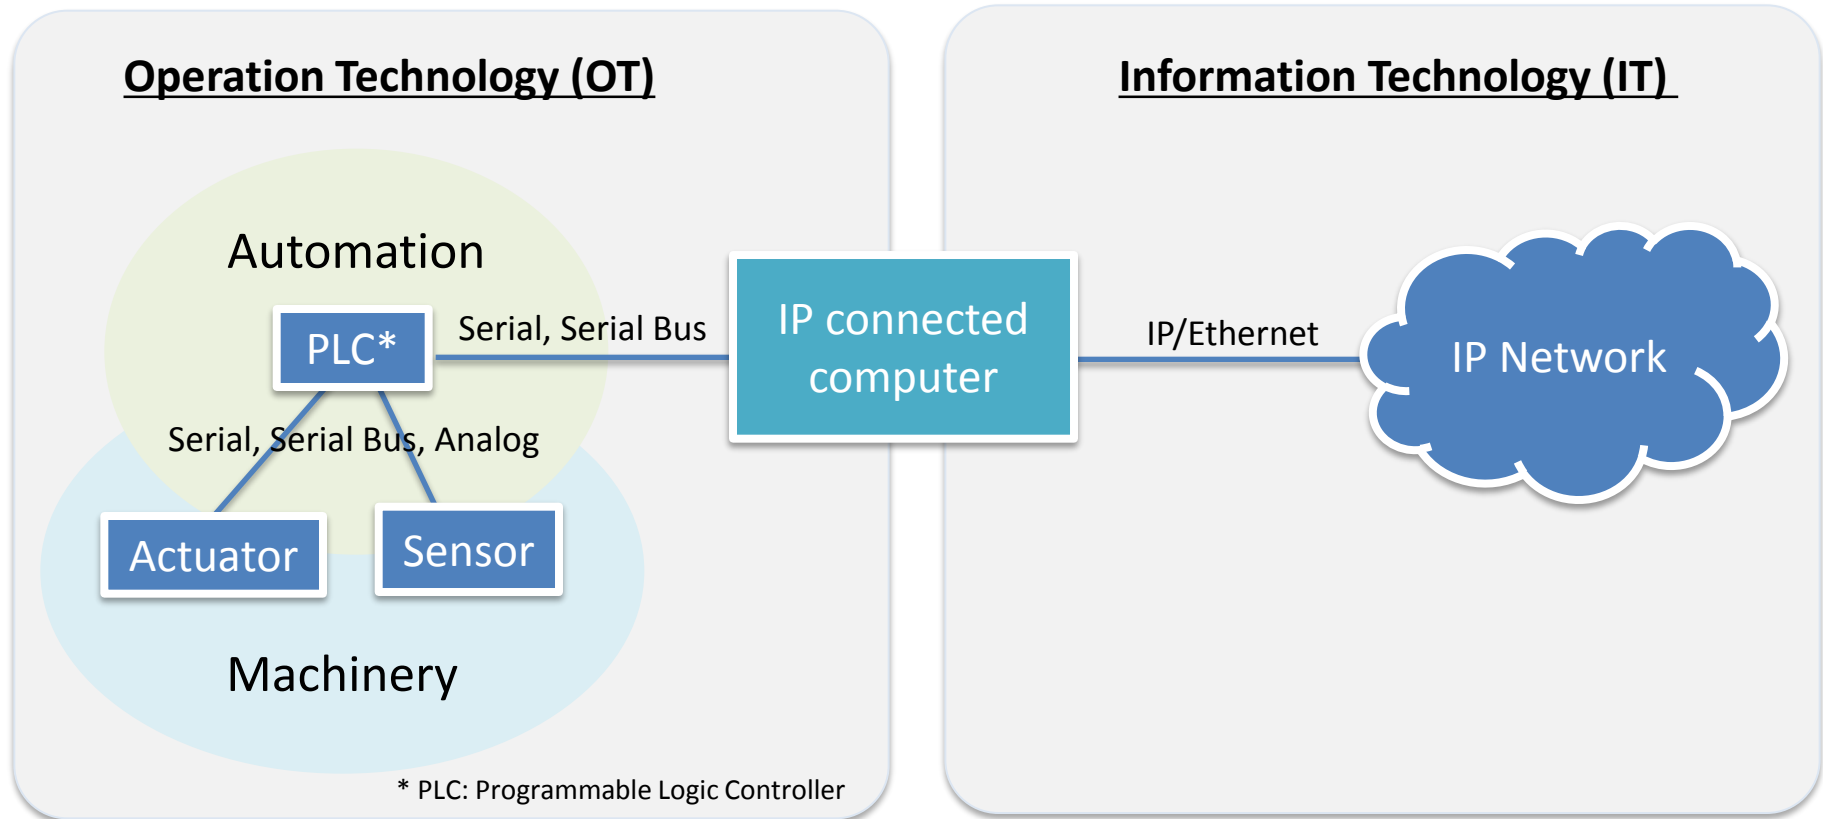 Operation Technology (OT)
Information Technology (IT)
Automation
PLC*
Serial, Serial Bus
IP connected
computer
IP/Ethernet
IP Network
Serial, Serial Bus, Analog
Actuator
Sensor
Machinery
* PLC: Programmable Logic Controller